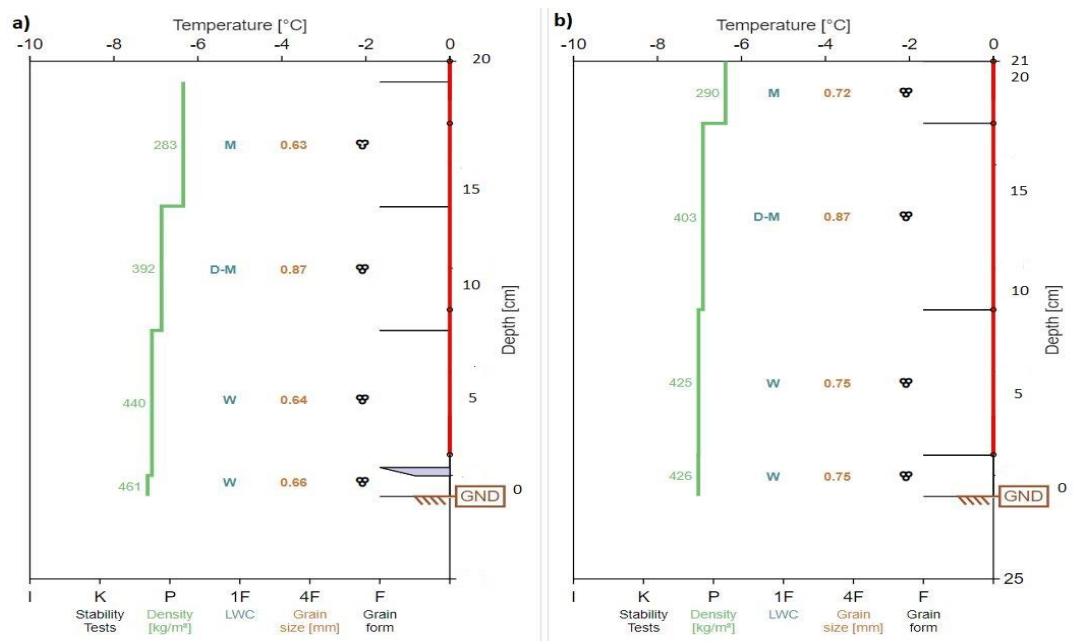 a)
Temperature [°C]
-10 -8 -6 -4 -2 0
20
283 M 0.63
15
392 D-M 0.87
10
Depth [cm]
440 W 0.64
5
461 W 0.66
0
GND
I K P 1F 4F F
Stability Tests Density [kg/m³] LWC Grain size [mm] Grain form
b)
Temperature [°C]
-10 -8 -6 -4 -2 0
21
20
290 M 0.72
15
403 D-M 0.87
10
Depth [cm]
425 W 0.75
5
426 W 0.75
0
GND
25
I K P 1F 4F F
Stability Tests Density [kg/m³] LWC Grain size [mm] Grain form